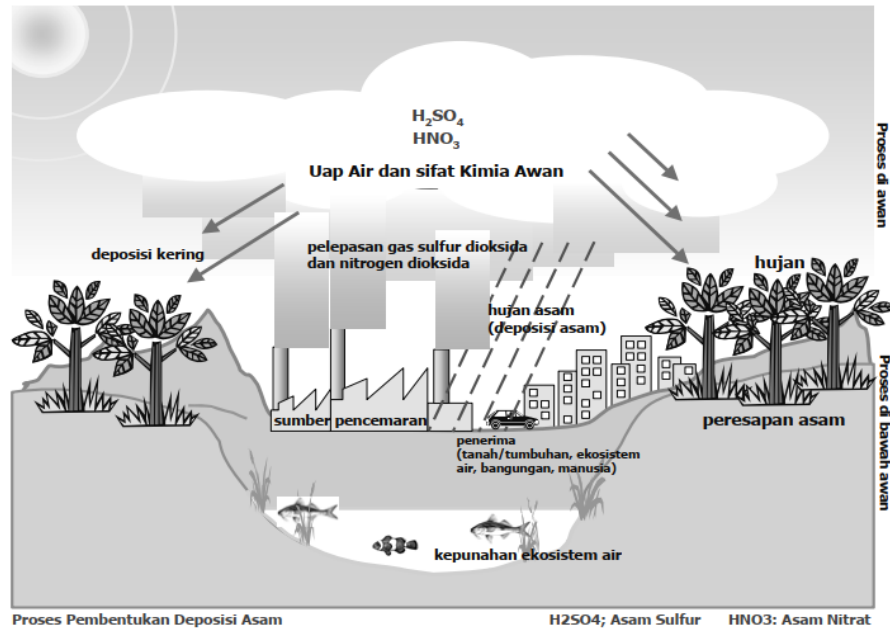 H₂SO₄
HNO₃
Uap Air dan sifat Kimia Awan
Proses di awan
deposisi kering
pelepasan gas sulfur dioksida
dan nitrogen dioksida
hujan
hujan asam
(deposisi asam)
Proses di bawah awan
sumber pencemaran
peresapan asam
penerima
(tanah/tumbuhan, ekosistem
air, bangungan, manusia)
kepunahan ekosistem air
Proses Pembentukan Deposisi Asam
H2SO4; Asam Sulfur HNO3: Asam Nitrat